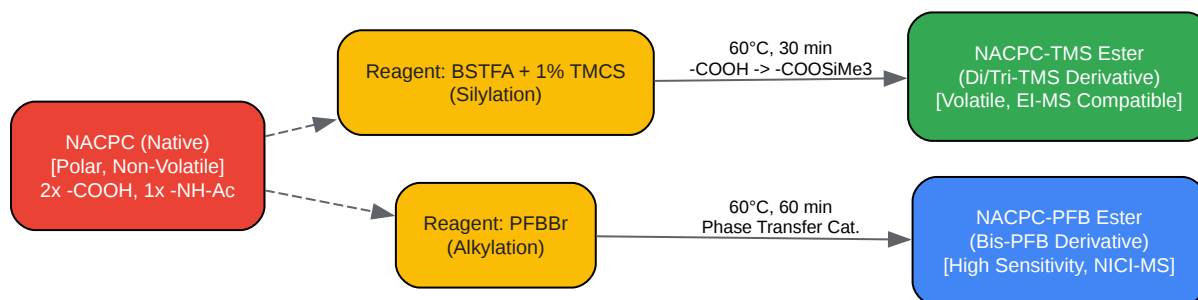 NACPC (Native)
[Polar, Non-Volatile]
2x -COOH, 1x -NH-Ac
Reagent: BSTFA + 1% TMCS
(Silylation)
60°C, 30 min
-COOH -> -COOSiMe3
NACPC-TMS Ester
(Di/Tri-TMS Derivative)
[Volatile, EI-MS Compatible]
Reagent: PFBBr
(Alkylation)
60°C, 60 min
Phase Transfer Cat.
NACPC-PFB Ester
(Bis-PFB Derivative)
[High Sensitivity, NICI-MS]